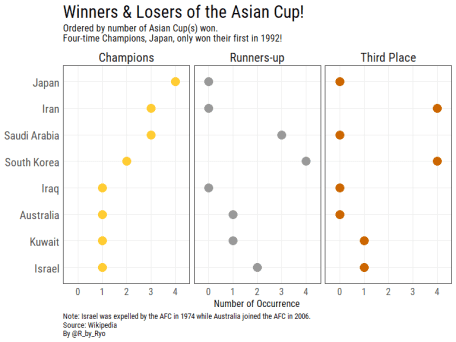 Winners & Losers of the Asian Cup!
Ordered by number of Asian Cup(s) won.
Four-time Champions, Japan, only won their first in 1992!
Champions Runners-up Third Place
Japan
Iran
Saudi Arabia
South Korea
Iraq
Australia
Kuwait
Israel
0 1 2 3 4 0 1 2 3 4 0 1 2 3 4
Number of Occurrence
Note: Israel was expelled by the AFC in 1974 while Australia joined the AFC in 2006.
Source: Wikipedia
By @R_by_Ryo